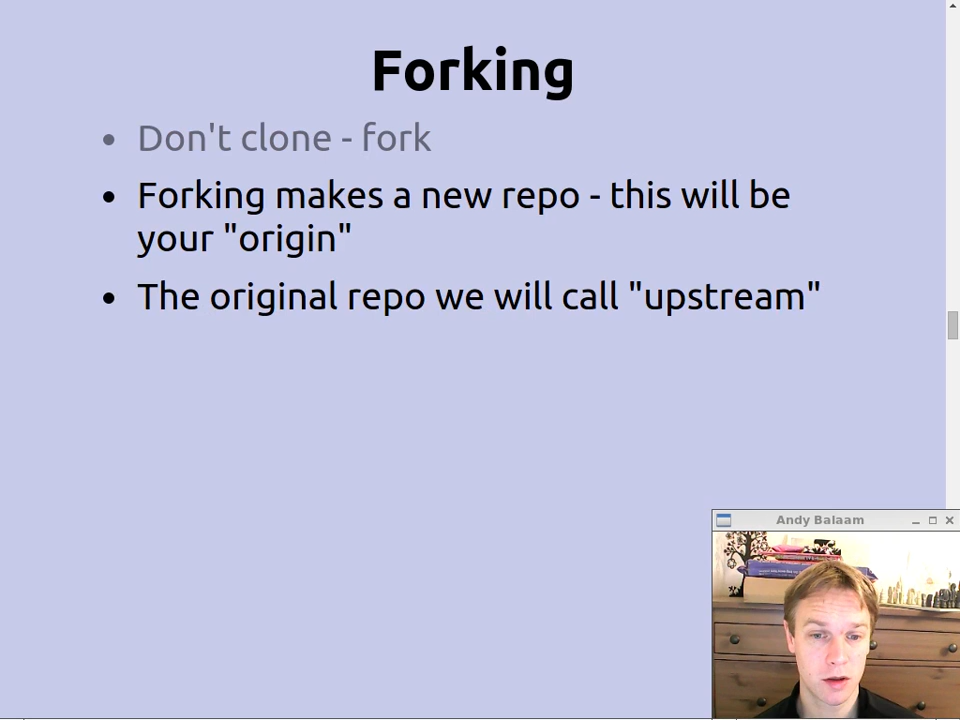 Forking
• Don't clone - fork
• Forking makes a new repo - this will be
your "origin"
• The original repo we will call "upstream"
Andy Balaam